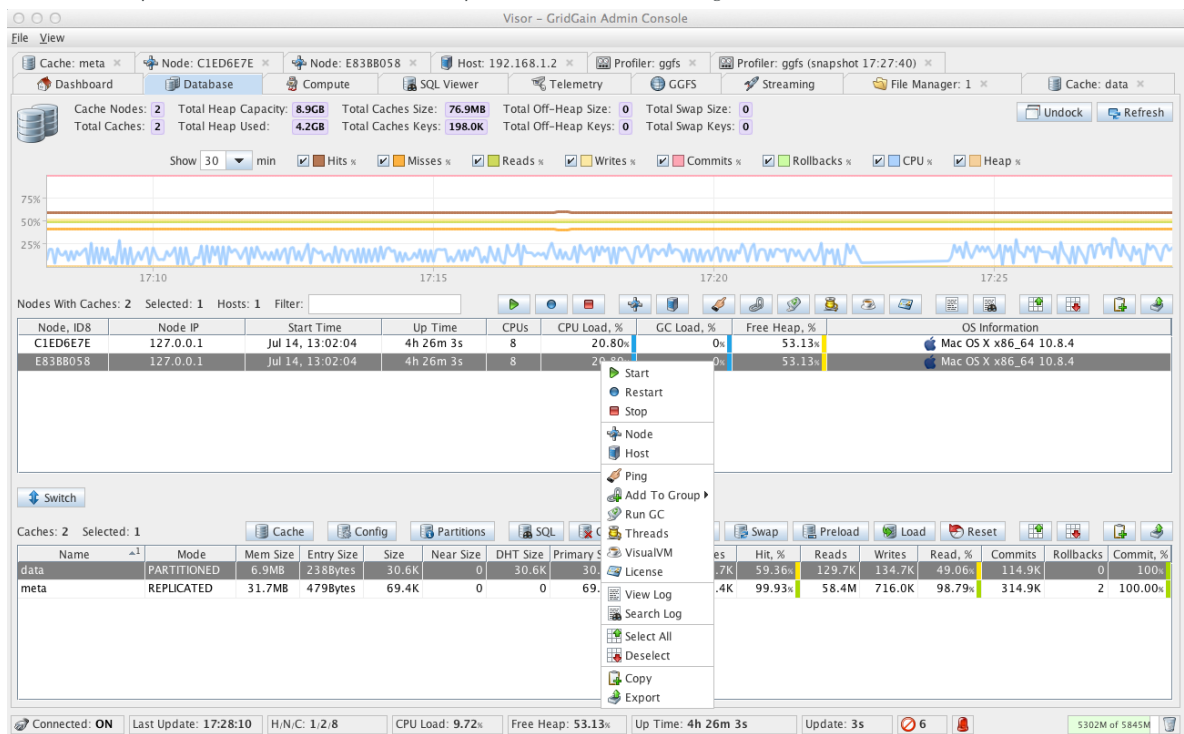 Visor – GridGain Admin Console
File View
Cache: meta × Node: C1ED6E7E × Node: E83BB058 × Host: 192.168.1.2 × Profiler: ggfs × Profiler: ggfs (snapshot 17:27:40) ×
Dashboard Database Compute SQL Viewer Telemetry GGFS Streaming File Manager: 1 × Cache: data ×
Cache Nodes: 2 Total Heap Capacity: 8.9GB Total Caches Size: 76.9MB Total Off-Heap Size: 0 Total Swap Size: 0 Undock Refresh
Total Caches: 2 Total Heap Used: 4.2GB Total Caches Keys: 198.0K Total Off-Heap Keys: 0 Total Swap Keys: 0
Show 30 min Hits % Misses % Reads % Writes % Commits % Rollbacks % CPU % Heap %
75%
50%
25%
17:10 17:15 17:20 17:25
Nodes With Caches: 2 Selected: 1 Hosts: 1 Filter:
Node, ID8 Node IP Start Time Up Time CPUs CPU Load, % GC Load, % Free Heap, % OS Information
C1ED6E7E 127.0.0.1 Jul 14, 13:02:04 4h 26m 3s 8 20.80% 0% 53.13% Mac OS X x86_64 10.8.4
E83BB058 127.0.0.1 Jul 14, 13:02:04 4h 26m 3s 8 20.80 0% 53.13% Mac OS X x86_64 10.8.4
Start
Restart
Stop
Node
Host
Ping
Add To Group
Run GC
Threads
VisualVM
License
View Log
Search Log
Select All
Deselect
Copy
Export
Switch
Caches: 2 Selected: 1 Cache Config Partitions SQL Swap Preload Load Reset
Name 1 Mode Mem Size Entry Size Size Near Size DHT Size Primary S es Hit, % Reads Writes Read, % Commits Rollbacks Commit, %
data PARTITIONED 6.9MB 238Bytes 30.6K 0 30.6K 30. .7K 59.36% 129.7K 134.7K 49.06% 114.9K 0 100%
meta REPLICATED 31.7MB 479Bytes 69.4K 0 0 69. .4K 99.93% 58.4M 716.0K 98.79% 314.9K 2 100.00%
Connected: ON Last Update: 17:28:10 H/N/C: 1/2/8 CPU Load: 9.72% Free Heap: 53.13% Up Time: 4h 26m 3s Update: 3s 6 5302M of 5845M